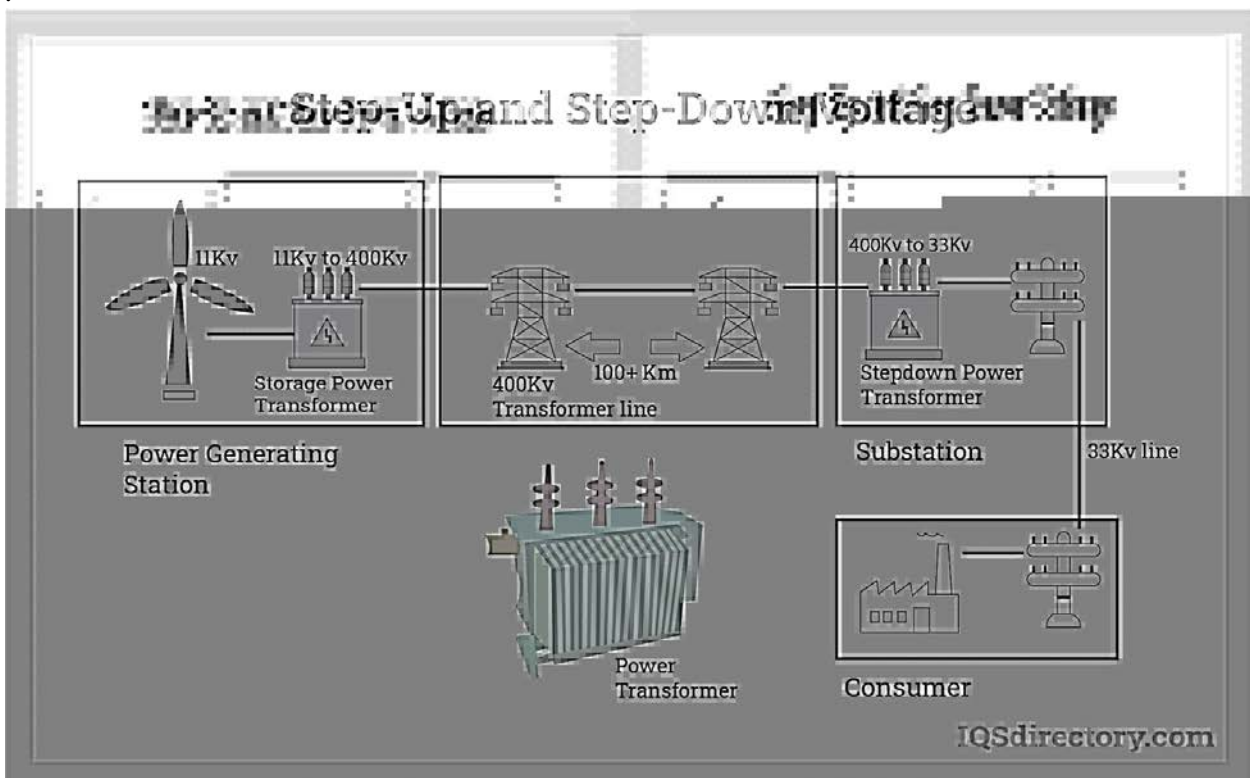 Step-Up and Step-Down Voltage
11Kv
11Kv to 400Kv
Storage Power
Transformer
Power Generating
Station
100+ Km
400Kv
Transformer line
400Kv to 33Kv
Stepdown Power
Transformer
Substation
33Kv line
Power
Transformer
Consumer
IQSdirectory.com